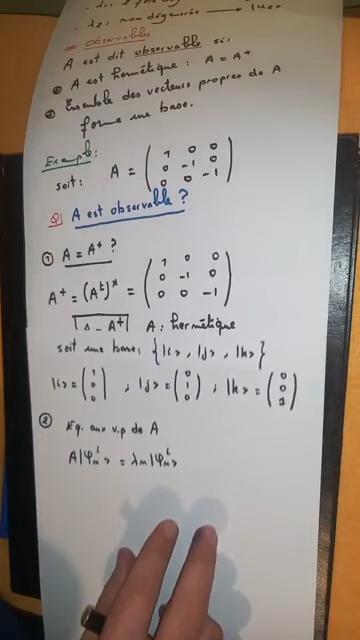 λ₂ : non dégénérée ⟶
⇒ Observable
A est dit observable si:
① A est hermétique : A = A⁺
② Ensemble des vecteurs propres de A
forme une base.
Exemple:
soit : A = ( 1 0 0
0 -1 0
0 0 -1 )
Q) A est observable ?
① A = A⁺ ?
A⁺ = (Aᵗ)* = ( 1 0 0
0 -1 0
0 0 -1 )
A = A⁺ A : hermétique
soit une base : {|i>, |j>, |k>}
|i> = ( 1 0 0 ) ; |j> = ( 0 1 0 ) ; |k> = ( 0 0 1 )
② Eq. aux v.p de A
A|φₘⁱ> = λₘ|φₘⁱ>